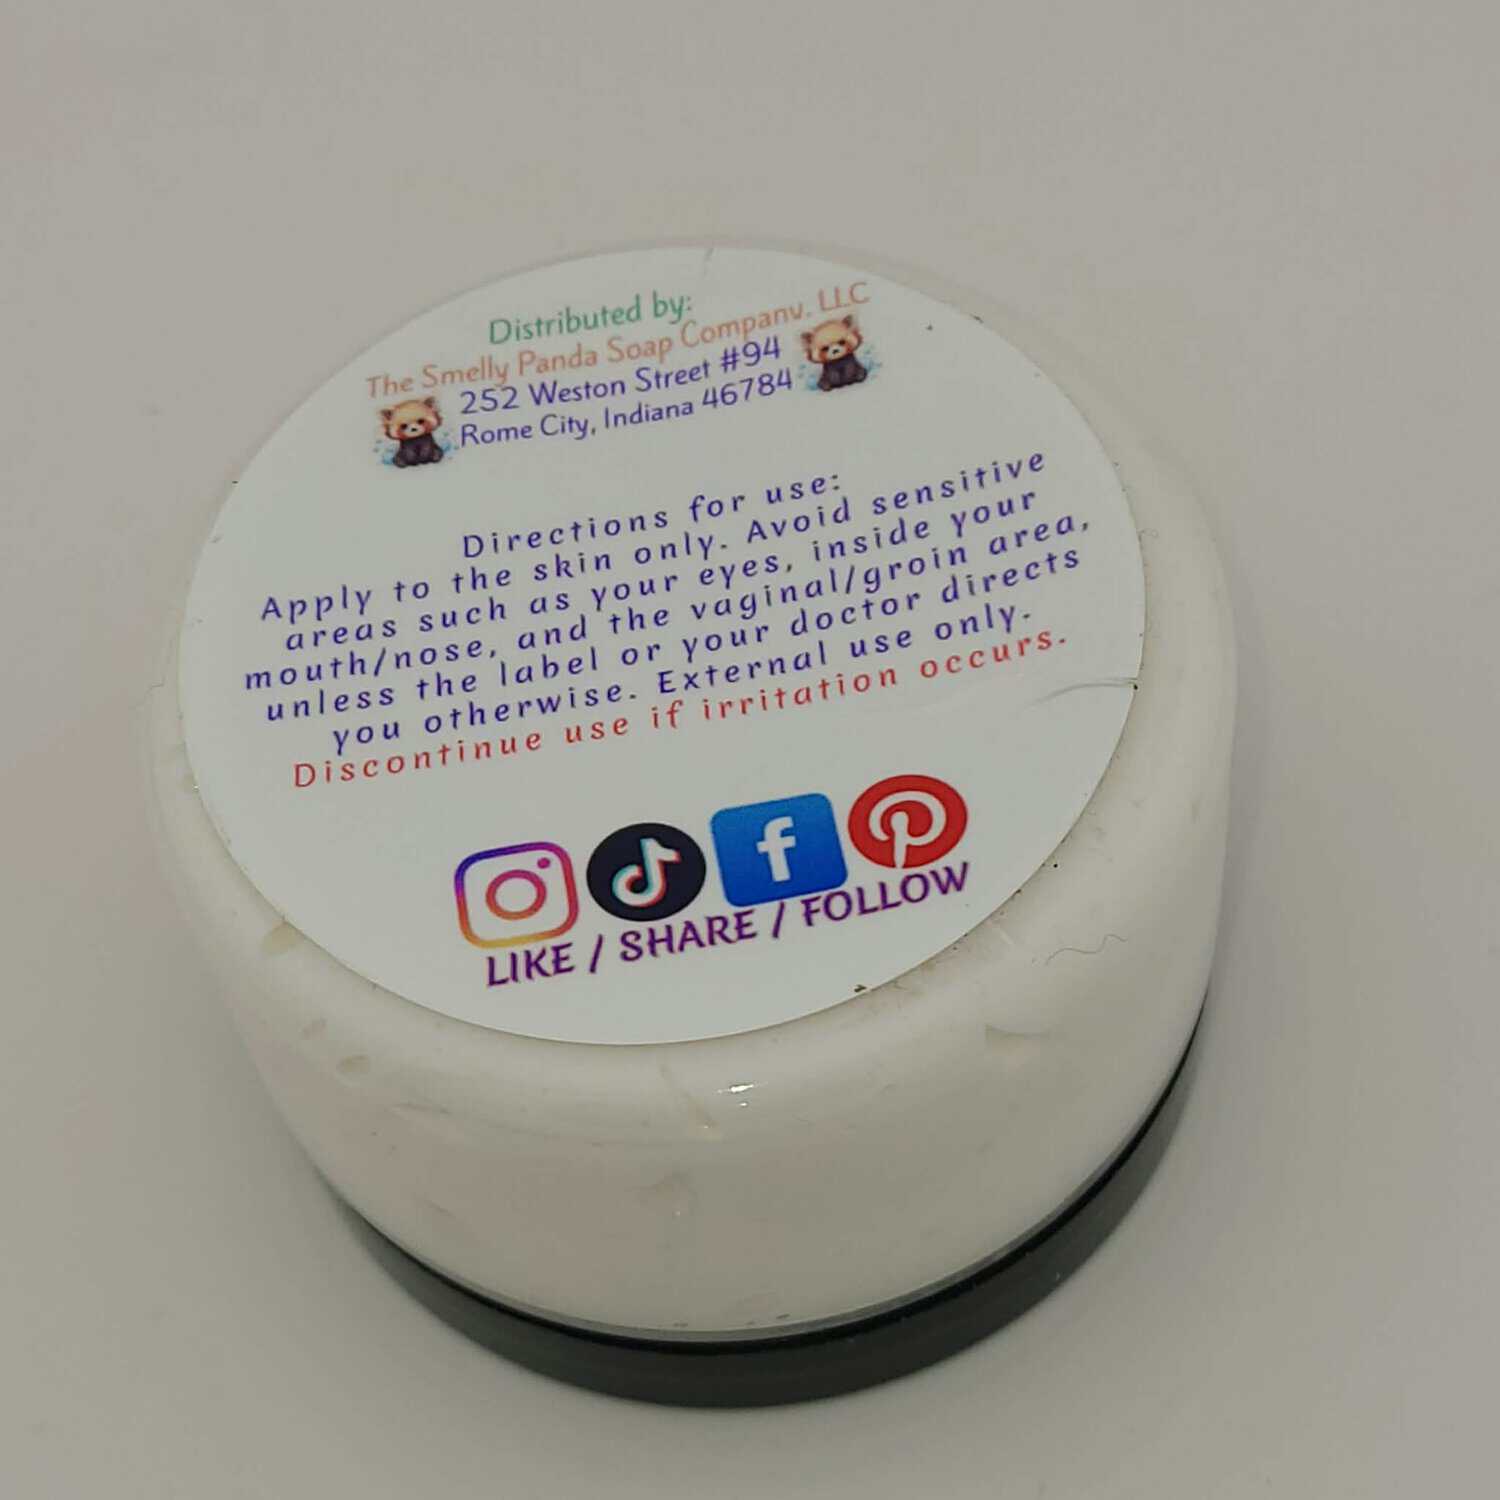 Distributed by:
The Smelly Panda Soap Company, LLC
252 Weston Street #94
Rome City, Indiana 46784
Directions for use:
Apply to the skin only. Avoid sensitive
areas such as your eyes, inside your
mouth/nose, and the vaginal/groin area,
unless the label or your doctor directs
you otherwise. External use only.
Discontinue use if irritation occurs.
LIKE / SHARE / FOLLOW